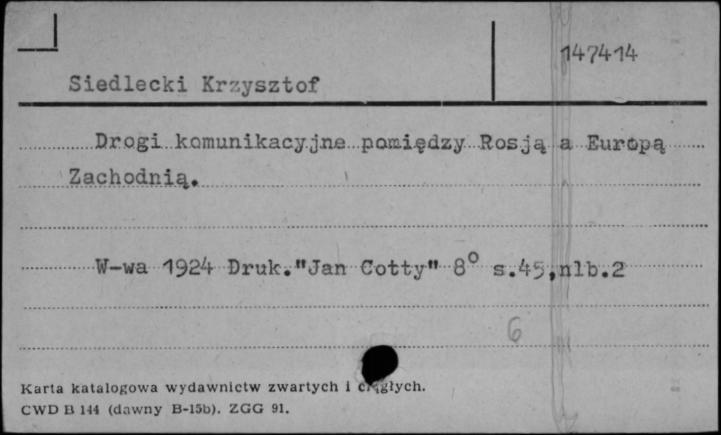 147414
Siedlecki Krzysztof
Drogi komunikacyjne pomiędzy Rosją a Europą
Zachodnią.
W-wa 1924 Druk."Jan Cotty" 8° s.45,nlb.2
6
Karta katalogowa wydawnictw zwartych i ciągłych.
CWD B 144 (dawny B-15b). ZGG 91.